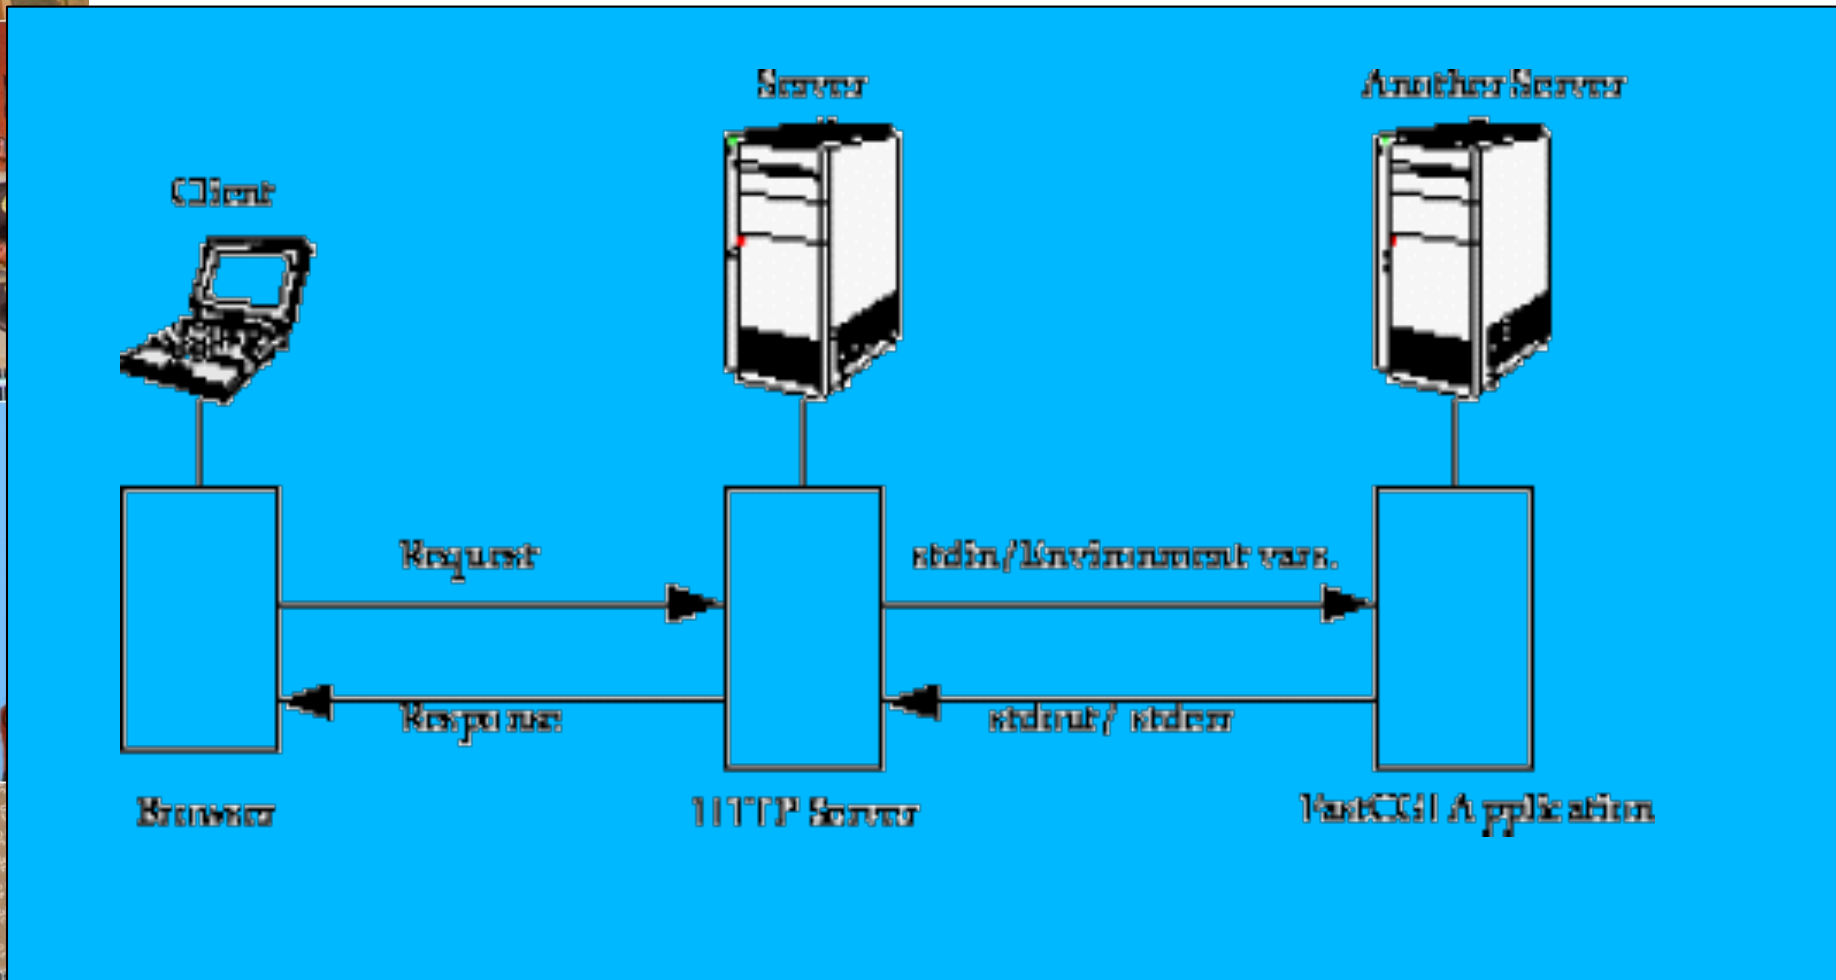 Server
Another Server
Client
Request
stdin/Environment vars.
Response
stdout/ stderr
Browser
HTTP Server
FastCGI Application